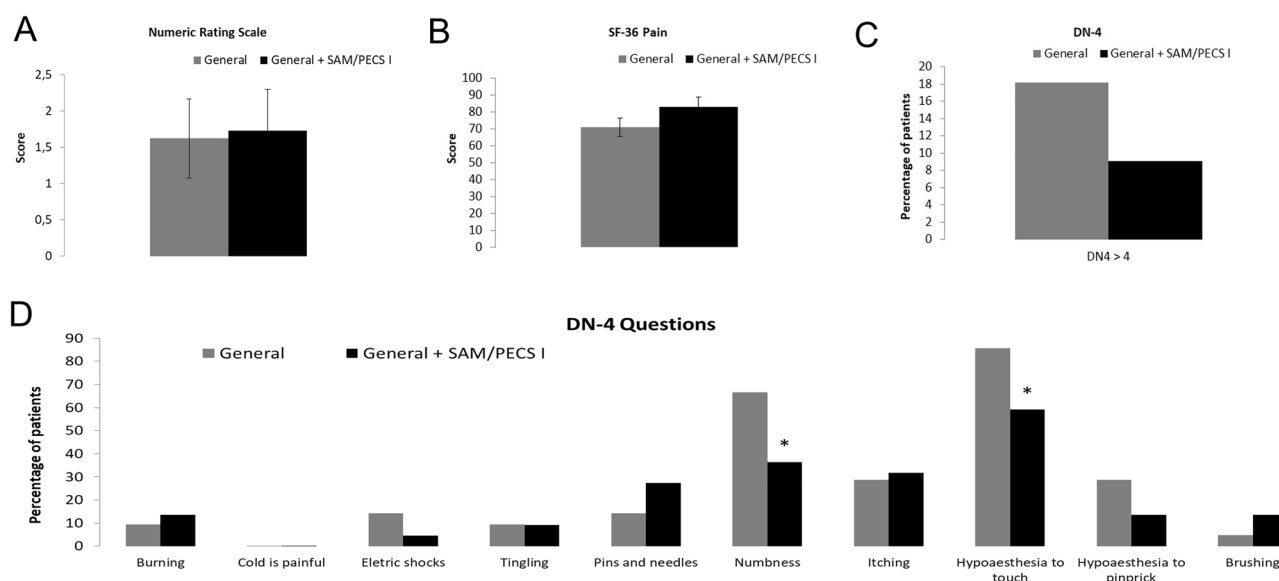 A
Numeric Rating Scale
General General + SAM/PECS I
2,5
2
1,5
1
0,5
0
Score
B
SF-36 Pain
General General + SAM/PECS I
100
90
80
70
60
50
40
30
20
10
0
Score
C
DN-4
General General + SAM/PECS I
20
18
16
14
12
10
8
6
4
2
0
Percentage of patients
DN4 > 4
D
DN-4 Questions
General General + SAM/PECS I
90
80
70
60
50
40
30
20
10
0
Percentage of patients
*
*
Burning Cold is painful Eletric shocks Tingling Pins and needles Numbness Itching Hypoaesthesia to touch Hypoaesthesia to pinprick Brushing